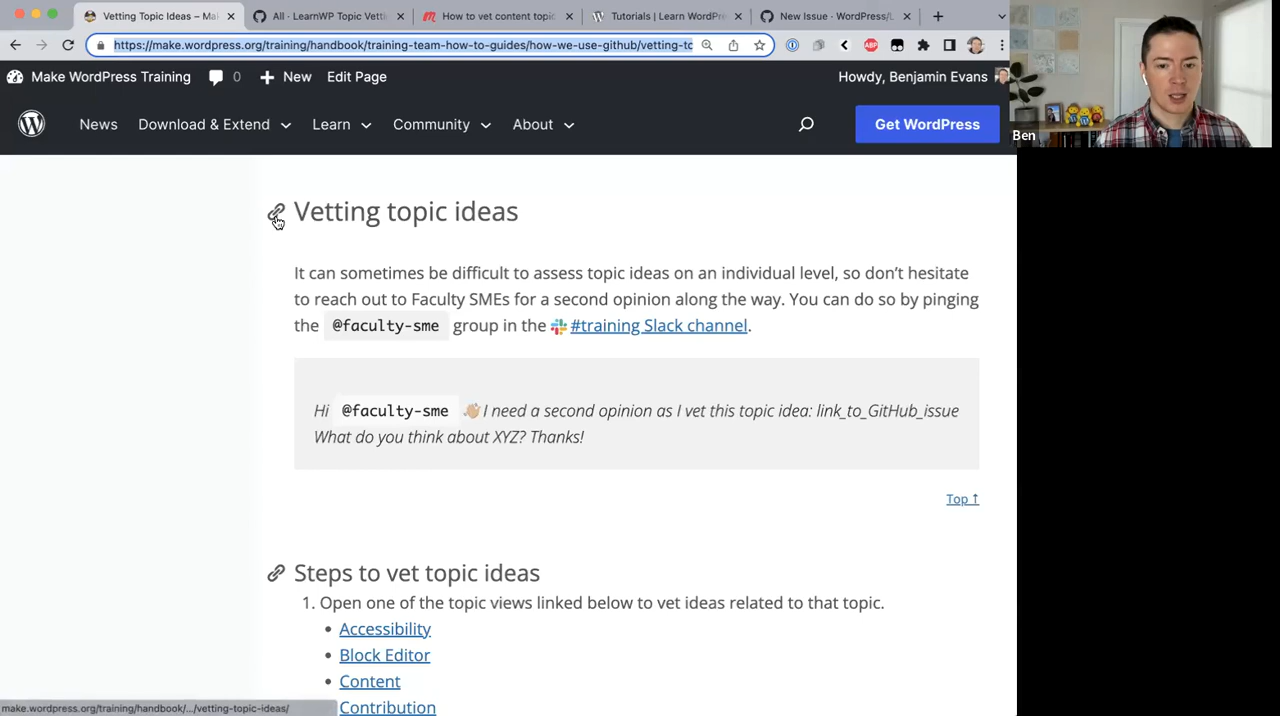 Vetting Topic Ideas – Ma
All · LearnWP Topic Vetti
How to vet content topic
Tutorials | Learn WordPre
New Issue · WordPress/L
https://make.wordpress.org/training/handbook/training-team-how-to-guides/how-we-use-github/vetting-to
ABP
Make WordPress Training
0
New
Edit Page
Howdy, Benjamin Evans
News
Download & Extend
Learn
Community
About
Get WordPress
Ben
Vetting topic ideas
It can sometimes be difficult to assess topic ideas on an individual level, so don't hesitate
to reach out to Faculty SMEs for a second opinion along the way. You can do so by pinging
the @faculty-sme group in the #training Slack channel.
Hi @faculty-sme 👋🏼 I need a second opinion as I vet this topic idea: link_to_GitHub_issue
What do you think about XYZ? Thanks!
Top ↑
Steps to vet topic ideas
1. Open one of the topic views linked below to vet ideas related to that topic.
• Accessibility
• Block Editor
• Content
• Contribution
make.wordpress.org/training/handbook/.../vetting-topic-ideas/